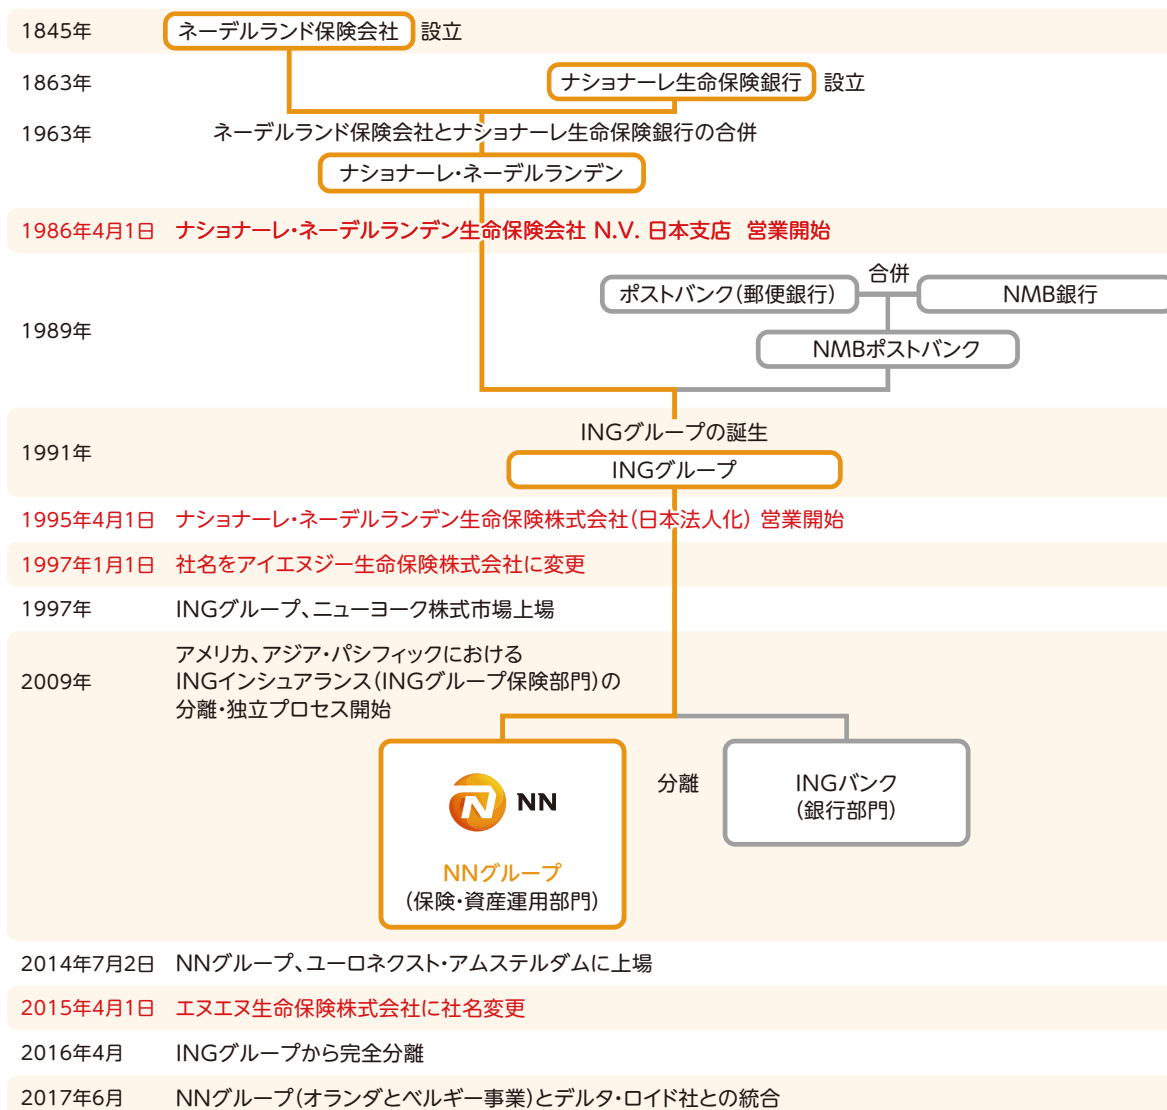 1845年 ネーデルランド保険会社 設立
1863年 ナショナーレ生命保険銀行 設立
1963年 ネーデルランド保険会社とナショナーレ生命保険銀行の合併
ナショナーレ・ネーデルランデン
1986年4月1日 ナショナーレ・ネーデルランデン生命保険会社 N.V. 日本支店 営業開始
合併
ポストバンク(郵便銀行) NMB銀行
1989年
NMBポストバンク
INGグループの誕生
1991年
INGグループ
1995年4月1日 ナショナーレ・ネーデルランデン生命保険株式会社(日本法人化) 営業開始
1997年1月1日 社名をアイエヌジー生命保険株式会社に変更
1997年 INGグループ、ニューヨーク株式市場上場
アメリカ、アジア・パシフィックにおける
2009年 INGインシュアランス(INGグループ保険部門)の
分離・独立プロセス開始
分離 INGバンク
(銀行部門)
NN
NNグループ
(保険・資産運用部門)
2014年7月2日 NNグループ、ユーロネクスト・アムステルダムに上場
2015年4月1日 エヌエヌ生命保険株式会社に社名変更
2016年4月 INGグループから完全分離
2017年6月 NNグループ(オランダとベルギー事業)とデルタ・ロイド社との統合